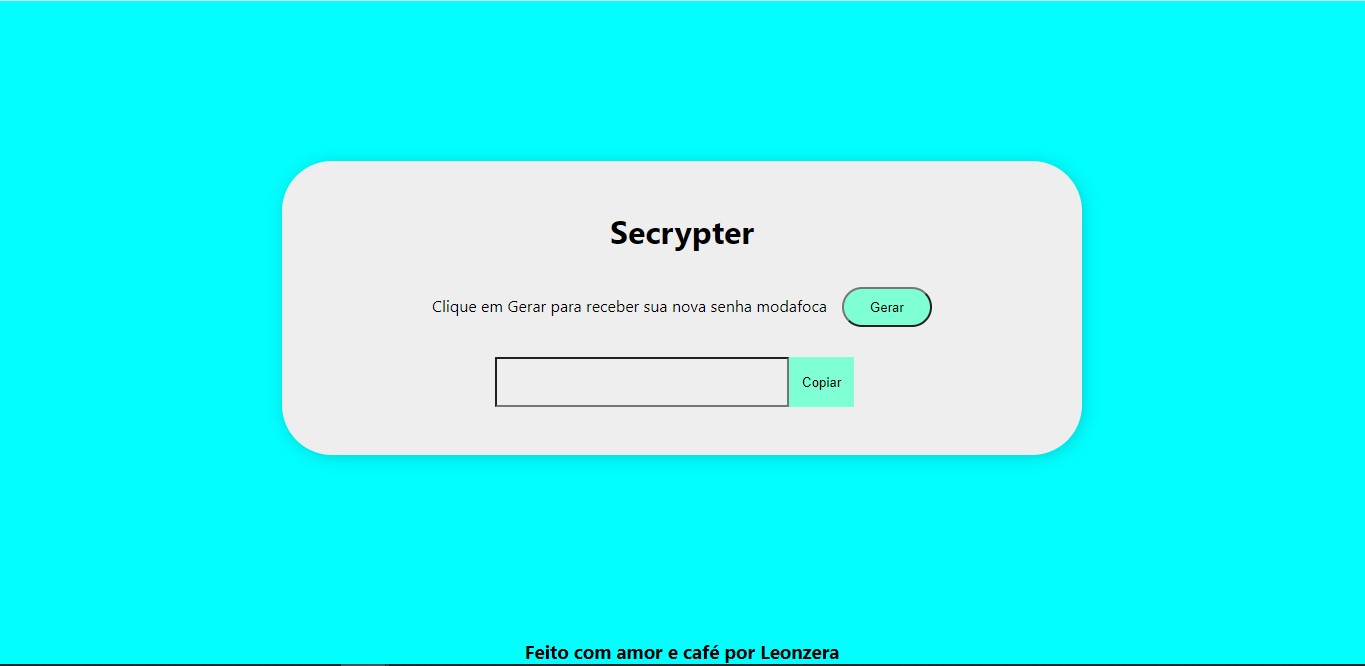 Secrypter
Clique em Gerar para receber sua nova senha modafoca Gerar
Copiar
Feito com amor e café por Leonzera